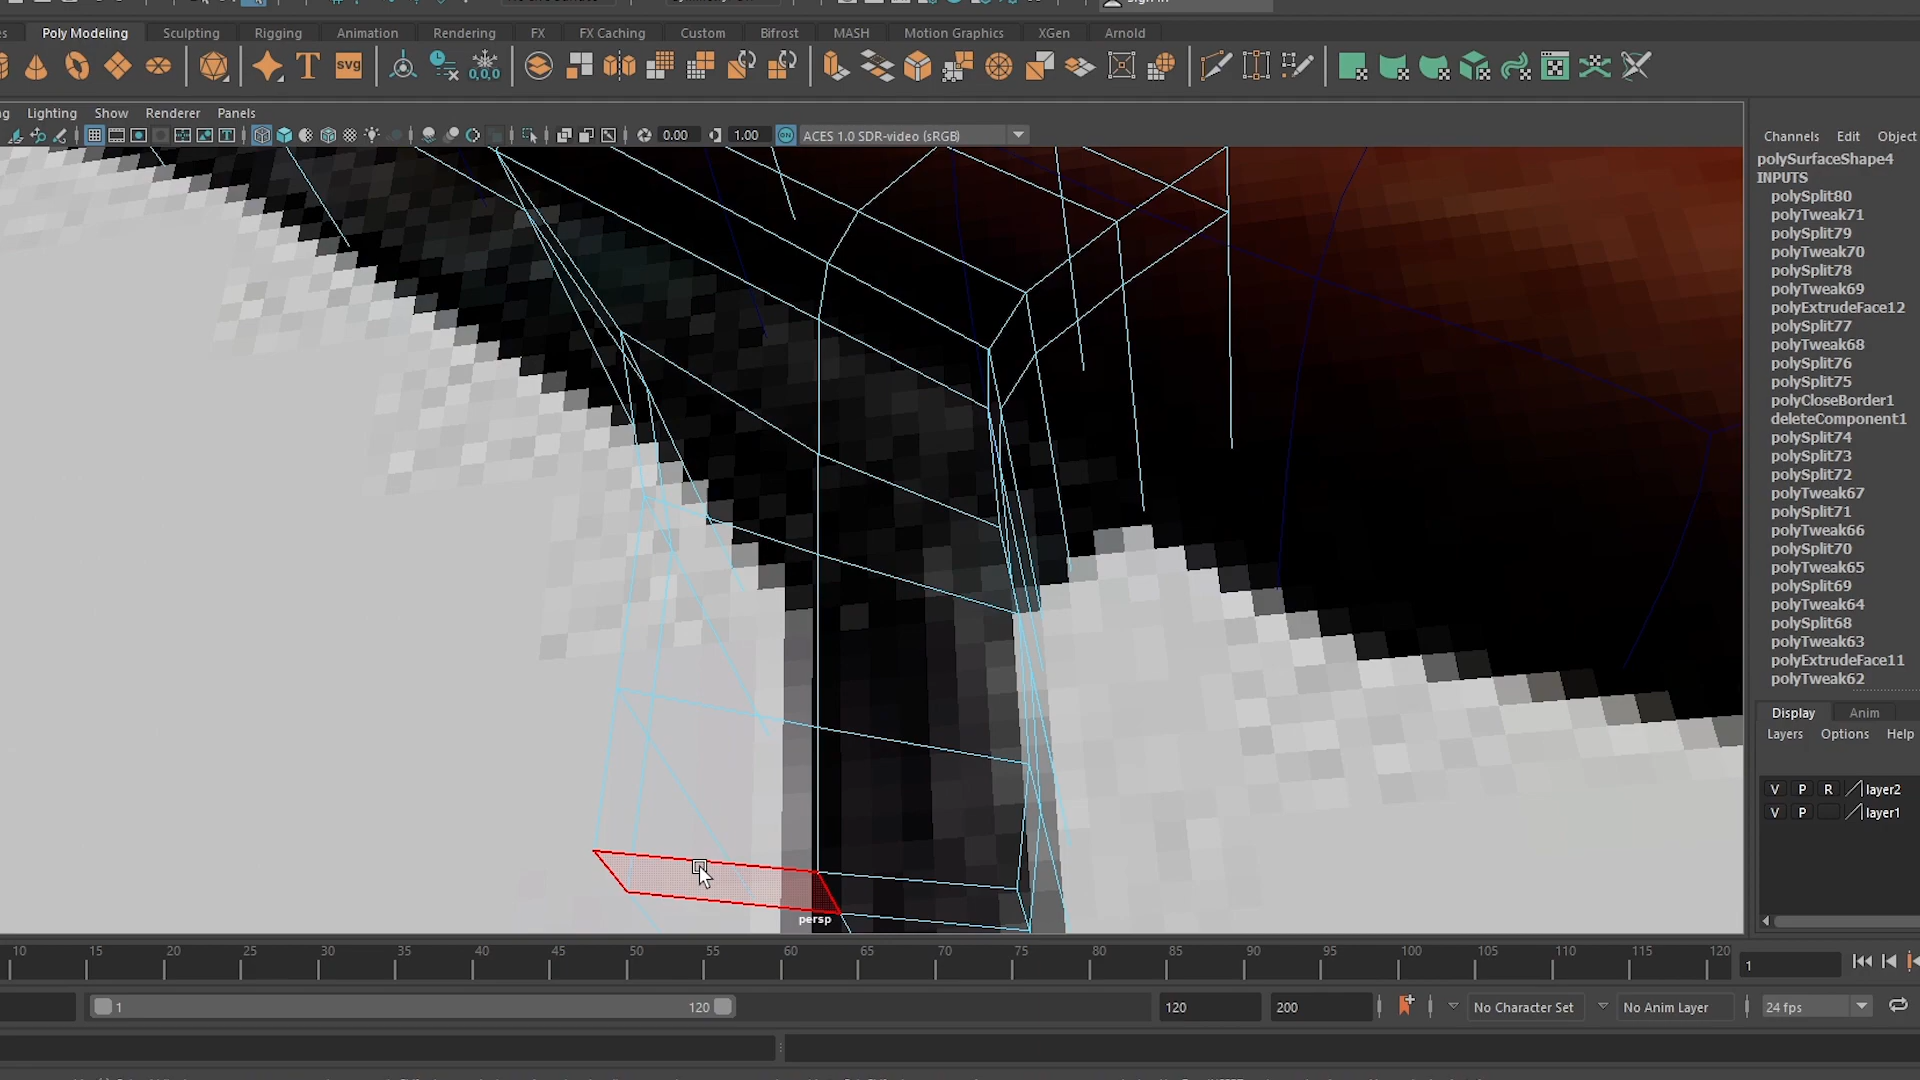 Poly Modeling Sculpting Rigging Animation Rendering FX FX Caching Custom Bifrost MASH Motion Graphics XGen Arnold
T SVG 0,0,0
Lighting Show Renderer Panels
0.00 1.00 ON ACES 1.0 SDR-video (sRGB)
Channels Edit Object
polySurfaceShape4
INPUTS
polySplit80
polyTweak71
polySplit79
polyTweak70
polySplit78
polyTweak69
polyExtrudeFace12
polySplit77
polyTweak68
polySplit76
polySplit75
polyCloseBorder1
deleteComponent1
polySplit74
polySplit73
polySplit72
polyTweak67
polySplit71
polyTweak66
polySplit70
polyTweak65
polySplit69
polyTweak64
polySplit68
polyTweak63
polyExtrudeFace11
polyTweak62
Display Anim
Layers Options Help
V P R layer2
V P layer1
persp
10 15 20 25 30 35 40 45 50 55 60 65 70 75 80 85 90 95 100 105 110 115 120
1
1 120 120 200 No Character Set No Anim Layer 24 fps